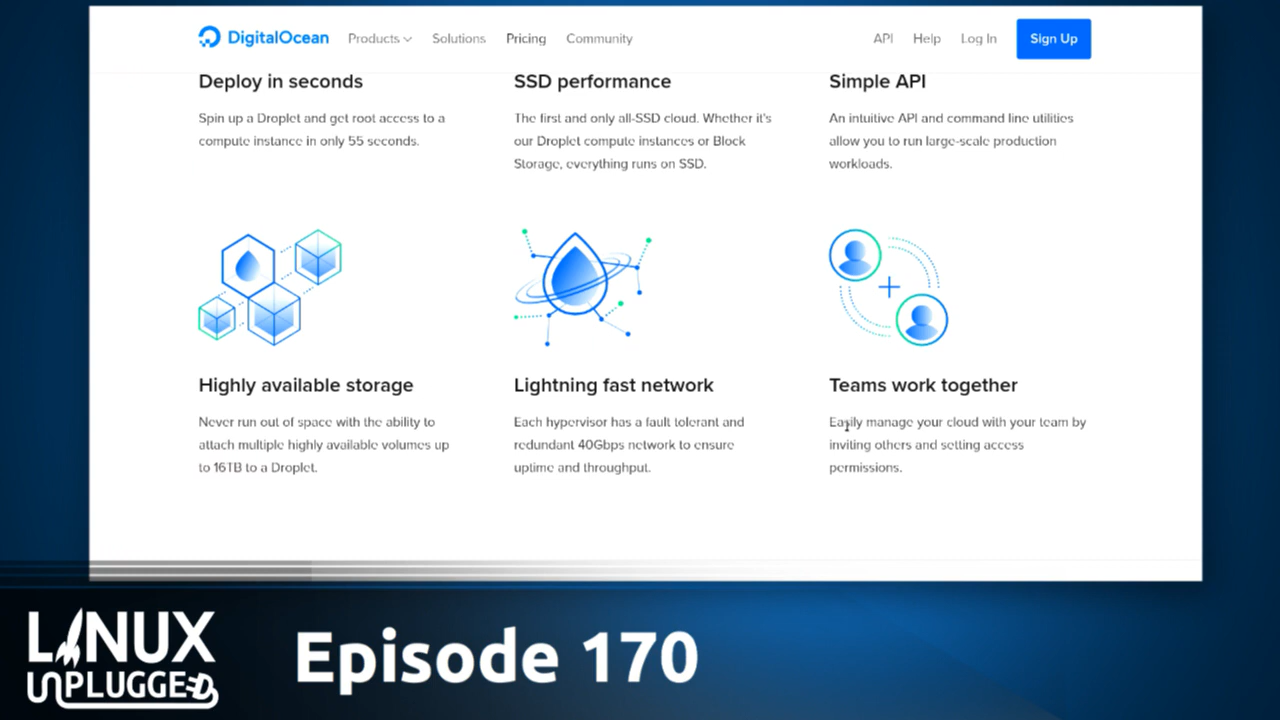 DigitalOcean Products Solutions Pricing Community API Help Log In Sign Up
Deploy in seconds
Spin up a Droplet and get root access to a
compute instance in only 55 seconds.
SSD performance
The first and only all-SSD cloud. Whether it's
our Droplet compute instances or Block
Storage, everything runs on SSD.
Simple API
An intuitive API and command line utilities
allow you to run large-scale production
workloads.
Highly available storage
Never run out of space with the ability to
attach multiple highly available volumes up
to 16TB to a Droplet.
Lightning fast network
Each hypervisor has a fault tolerant and
redundant 40Gbps network to ensure
uptime and throughput.
Teams work together
Easily manage your cloud with your team by
inviting others and setting access
permissions.
LINUX
UNPLUGGED
Episode 170